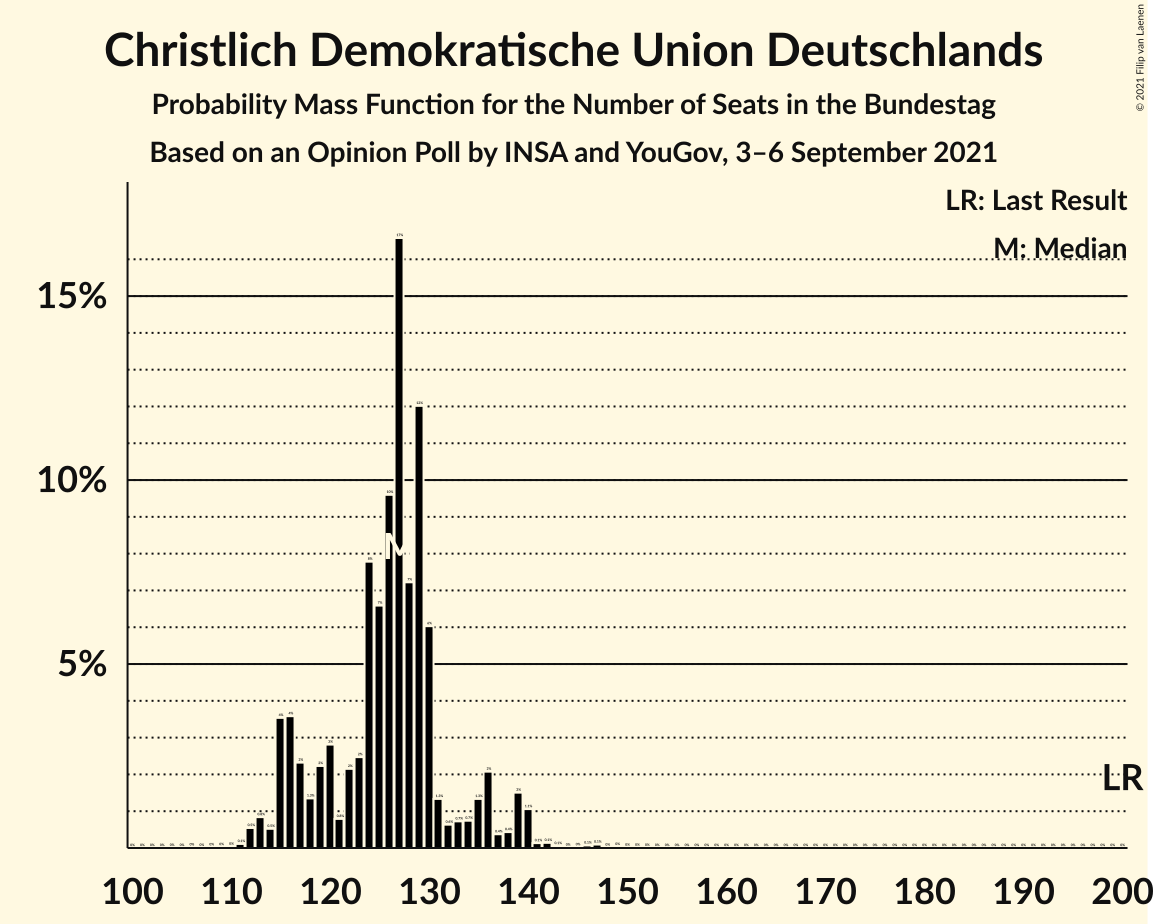 Christlich Demokratische Union Deutschlands
Probability Mass Function for the Number of Seats in the Bundestag
Based on an Opinion Poll by INSA and YouGov, 3–6 September 2021
© 2021 Filip van Laenen
LR: Last Result
M: Median
15%
10%
5%
M
LR
100 110 120 130 140 150 160 170 180 190 200